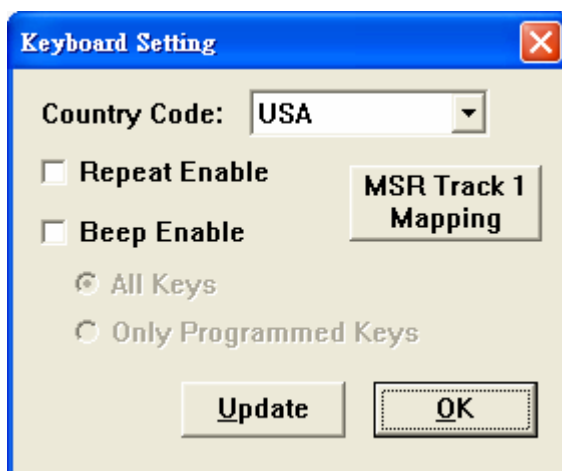 Keyboard Setting
Country Code: USA
Repeat Enable
MSR Track 1
Mapping
Beep Enable
All Keys
Only Programmed Keys
Update OK